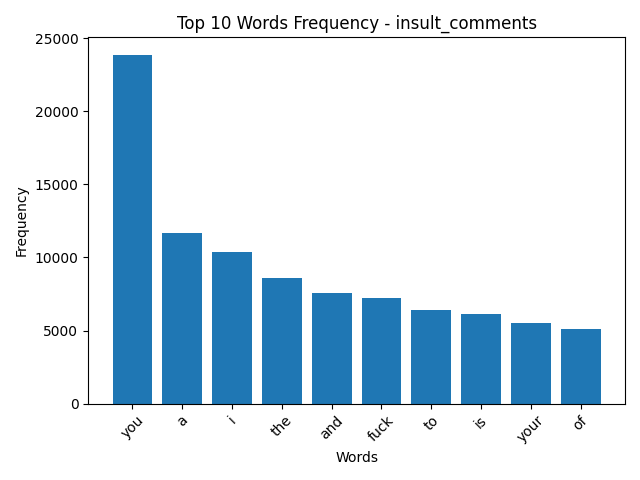 Top 10 Words Frequency - insult_comments
25000
20000
15000
10000
5000
0
Frequency
you a i the and fuck to is your of
Words